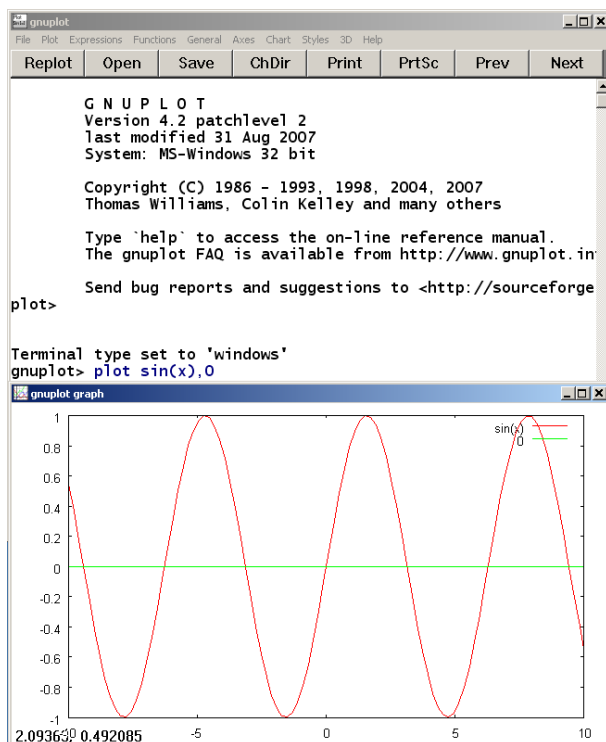 gnuplot
File Plot Expressions Functions General Axes Chart Styles 3D Help
Replot Open Save ChDir Print PrtSc Prev Next
G N U P L O T
Version 4.2 patchlevel 2
last modified 31 Aug 2007
System: MS-Windows 32 bit
Copyright (C) 1986 - 1993, 1998, 2004, 2007
Thomas Williams, Colin Kelley and many others
Type `help` to access the on-line reference manual.
The gnuplot FAQ is available from http://www.gnuplot.in
Send bug reports and suggestions to <http://sourceforge
plot>
Terminal type set to 'windows'
gnuplot> plot sin(x),0
gnuplot graph
sin(x)
0
1
0.8
0.6
0.4
0.2
0
-0.2
-0.4
-0.6
-0.8
-1
-10 -5 0 5 10
0.492085